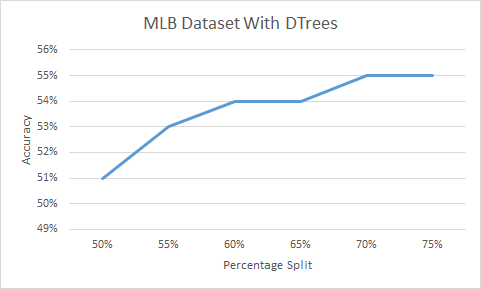 MLB Dataset With DTrees
56%
55%
54%
53%
52%
51%
50%
49%
Accuracy
50% 55% 60% 65% 70% 75%
Percentage Split